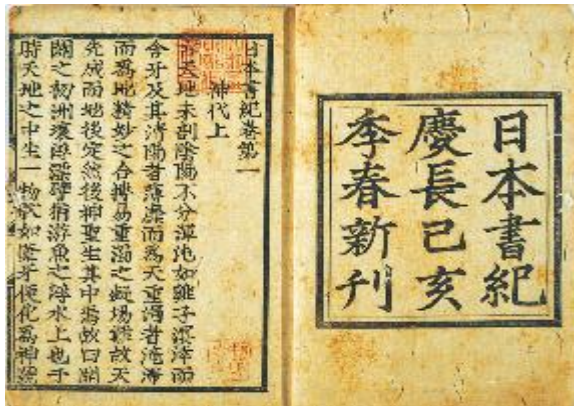 日本書紀
慶長己亥
季春新刊
日本書紀卷第一
神代上
古天地未剖陰陽不分渾沌如雞子溟涬而
含牙及其清陽者薄靡而爲天重濁者淹滯
而爲地精妙之合搏易重濁之凝場難故天
先成而地後定然後神聖生其中焉故曰開
闢之初洲壤浮漂譬猶游魚之浮水上也于
時天地之中生一物狀如葦牙便化爲神號